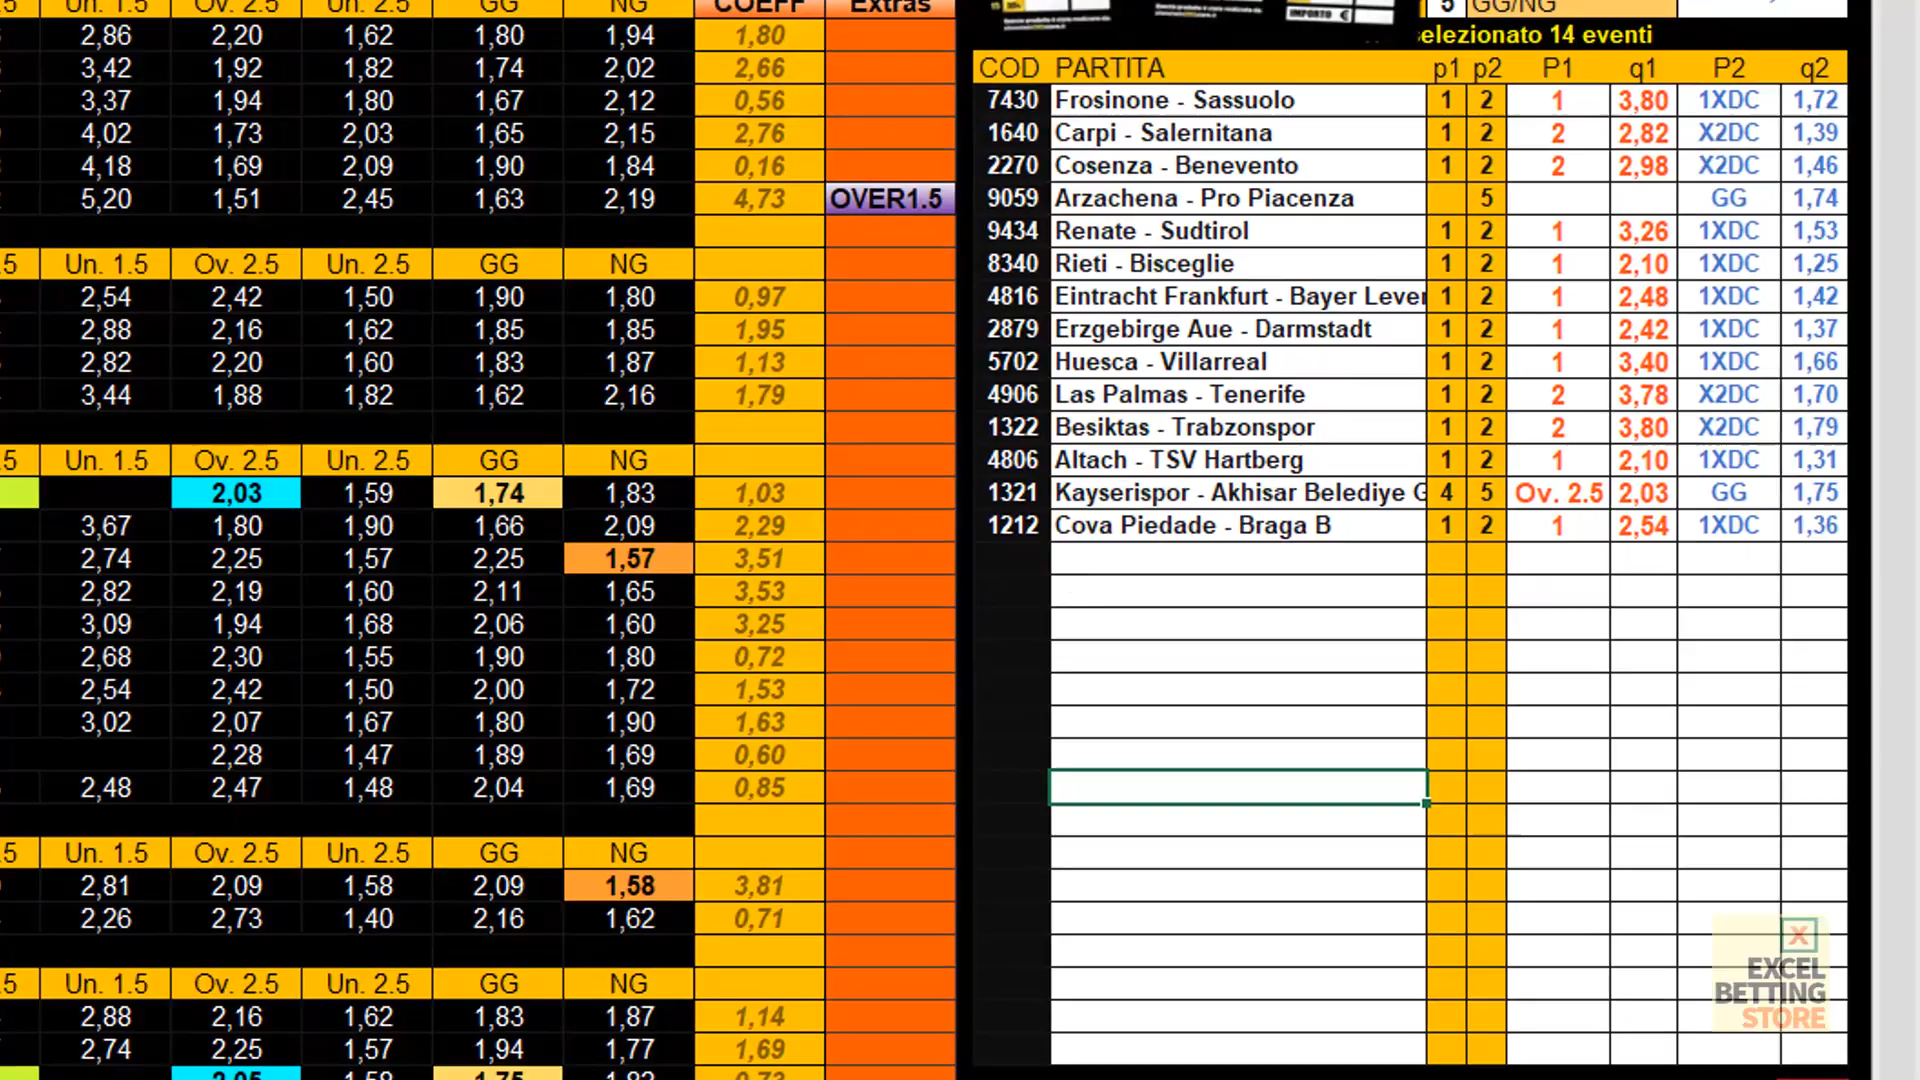 Un. 2.5 GG NG COEFF Extras
2,86 2,20 1,62 1,80 1,94 1,80
3,42 1,92 1,82 1,74 2,02 2,66
3,37 1,94 1,80 1,67 2,12 0,56
4,02 1,73 2,03 1,65 2,15 2,76
4,18 1,69 2,09 1,90 1,84 0,16
5,20 1,51 2,45 1,63 2,19 4,73 OVER1.5
.5 Un. 1.5 Ov. 2.5 Un. 2.5 GG NG
2,54 2,42 1,50 1,90 1,80 0,97
2,88 2,16 1,62 1,85 1,85 1,95
2,82 2,20 1,60 1,83 1,87 1,13
3,44 1,88 1,82 1,62 2,16 1,79
.5 Un. 1.5 Ov. 2.5 Un. 2.5 GG NG
2,03 1,59 1,74 1,83 1,03
3,67 1,80 1,90 1,66 2,09 2,29
2,74 2,25 1,57 2,25 1,57 3,51
2,82 2,19 1,60 2,11 1,65 3,53
3,09 1,94 1,68 2,06 1,60 3,25
2,68 2,30 1,55 1,90 1,80 0,72
2,54 2,42 1,50 2,00 1,72 1,53
3,02 2,07 1,67 1,80 1,90 1,63
2,28 1,47 1,89 1,69 0,60
2,48 2,47 1,48 2,04 1,69 0,85
.5 Un. 1.5 Ov. 2.5 Un. 2.5 GG NG
2,81 2,09 1,58 2,09 1,58 3,81
2,26 2,73 1,40 2,16 1,62 0,71
.5 Un. 1.5 Ov. 2.5 Un. 2.5 GG NG
2,88 2,16 1,62 1,83 1,87 1,14
2,74 2,25 1,57 1,94 1,77 1,69
2,05 1,58 1,75 1,82 0,73
IMPORTO €
5 GG/NG
elezionato 14 eventi
COD PARTITA p1 p2 P1 q1 P2 q2
7430 Frosinone - Sassuolo 1 2 1 3,80 1XDC 1,72
1640 Carpi - Salernitana 1 2 2 2,82 X2DC 1,39
2270 Cosenza - Benevento 1 2 2 2,98 X2DC 1,46
9059 Arzachena - Pro Piacenza 5 GG 1,74
9434 Renate - Sudtirol 1 2 1 3,26 1XDC 1,53
8340 Rieti - Bisceglie 1 2 1 2,10 1XDC 1,25
4816 Eintracht Frankfurt - Bayer Lever 1 2 1 2,48 1XDC 1,42
2879 Erzgebirge Aue - Darmstadt 1 2 1 2,42 1XDC 1,37
5702 Huesca - Villarreal 1 2 1 3,40 1XDC 1,66
4906 Las Palmas - Tenerife 1 2 2 3,78 X2DC 1,70
1322 Besiktas - Trabzonspor 1 2 2 3,80 X2DC 1,79
4806 Altach - TSV Hartberg 1 2 1 2,10 1XDC 1,31
1321 Kayserispor - Akhisar Belediye G 4 5 Ov. 2.5 2,03 GG 1,75
1212 Cova Piedade - Braga B 1 2 1 2,54 1XDC 1,36
X
EXCEL
BETTING
STORE